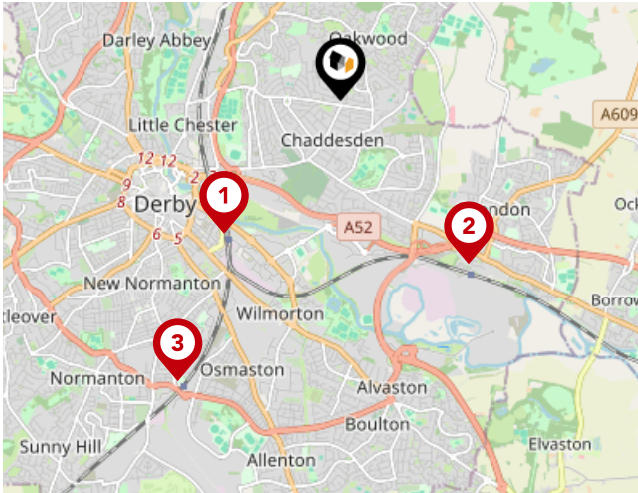 Darley Abbey
Oakwood
A609
Little Chester
Chaddesden
12 12
9
2
8
Derby
1
6 5
A52
2
ndon
Ock
New Normanton
tleover
Wilmorton
Borrow
3
Normanton
Osmaston
Alvaston
Boulton
Sunny Hill
Allenton
Elvaston